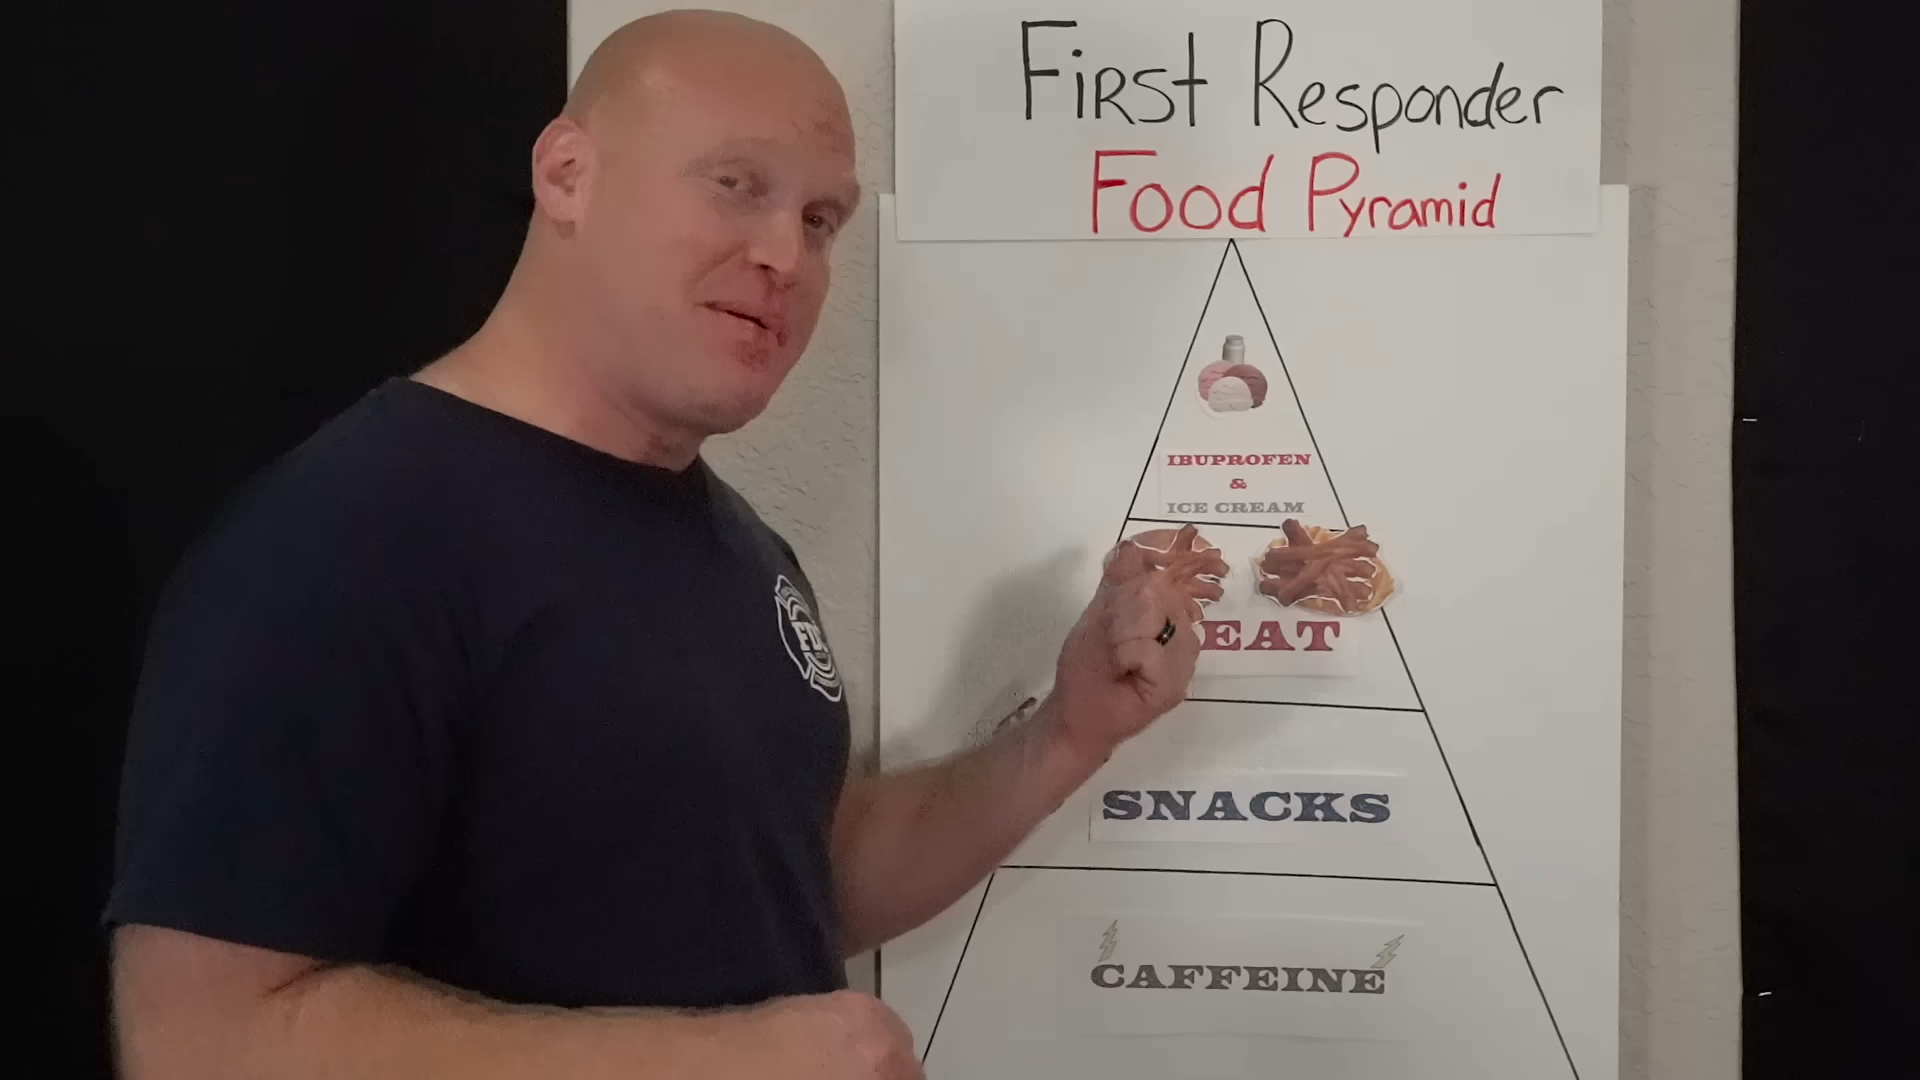 First Responder
Food Pyramid
IBUPROFEN
&
ICE CREAM
EAT
SNACKS
CAFFEINE